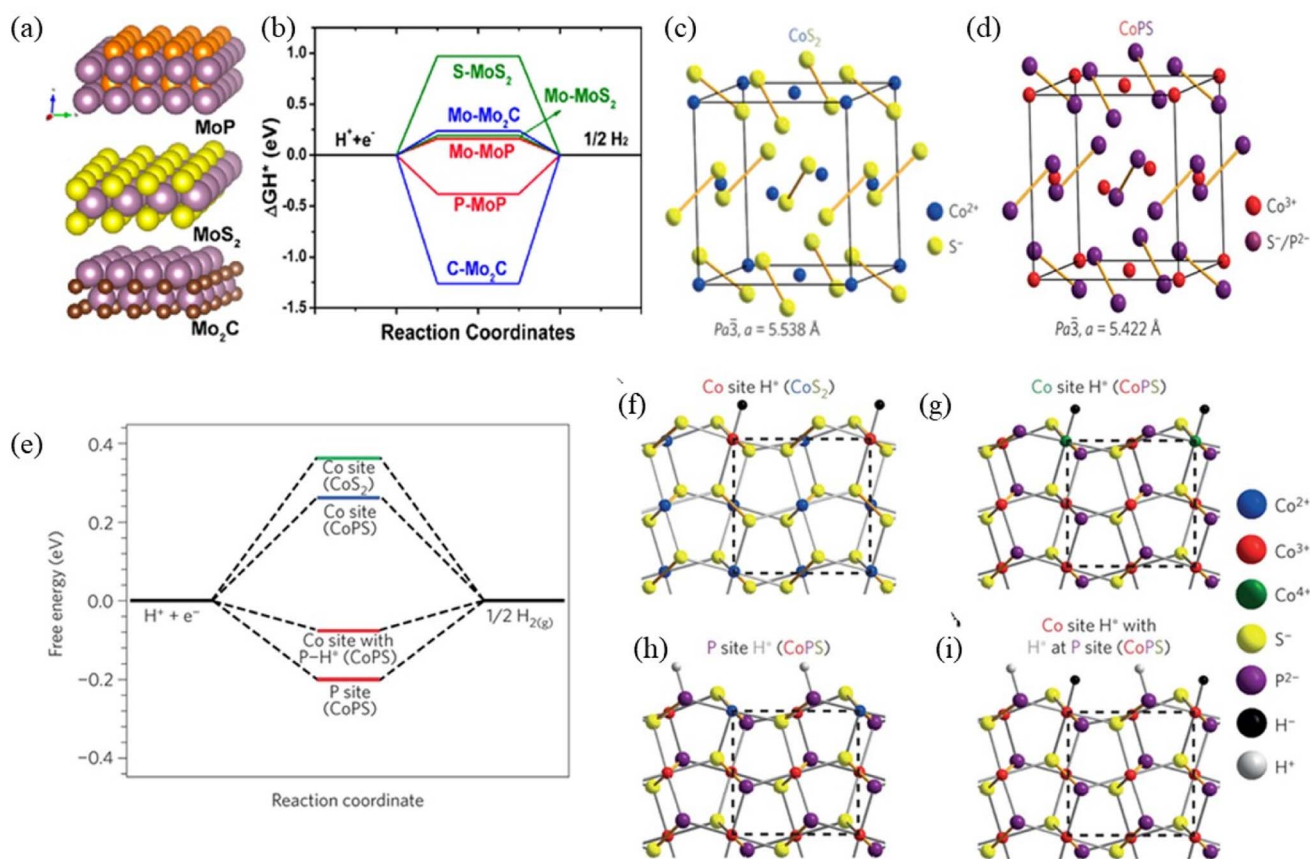 (a)
MoP
MoS₂
Mo₂C
(b)
ΔGH* (eV)
1.0
0.5
0.0
-0.5
-1.0
-1.5
S-MoS₂
Mo-MoS₂
Mo-Mo₂C
H⁺+e⁻
1/2 H₂
Mo-MoP
P-MoP
C-Mo₂C
Reaction Coordinates
(c)
CoS₂
Co²⁺
S⁻
Pa3̄, a = 5.538 Å
(d)
CoPS
Co³⁺
S⁻/P²⁻
Pa3̄, a = 5.422 Å
(e)
Free energy (eV)
0.4
0.2
0.0
−0.2
−0.4
Co site
(CoS₂)
Co site
(CoPS)
H⁺ + e⁻
1/2 H₂(g)
Co site with
P–H* (CoPS)
P site
(CoPS)
Reaction coordinate
(f)
Co site H* (CoS₂)
(g)
Co site H* (CoPS)
(h)
P site H* (CoPS)
(i)
Co site H* with
H* at P site (CoPS)
Co²⁺
Co³⁺
Co⁴⁺
S⁻
P²⁻
H⁻
H⁺